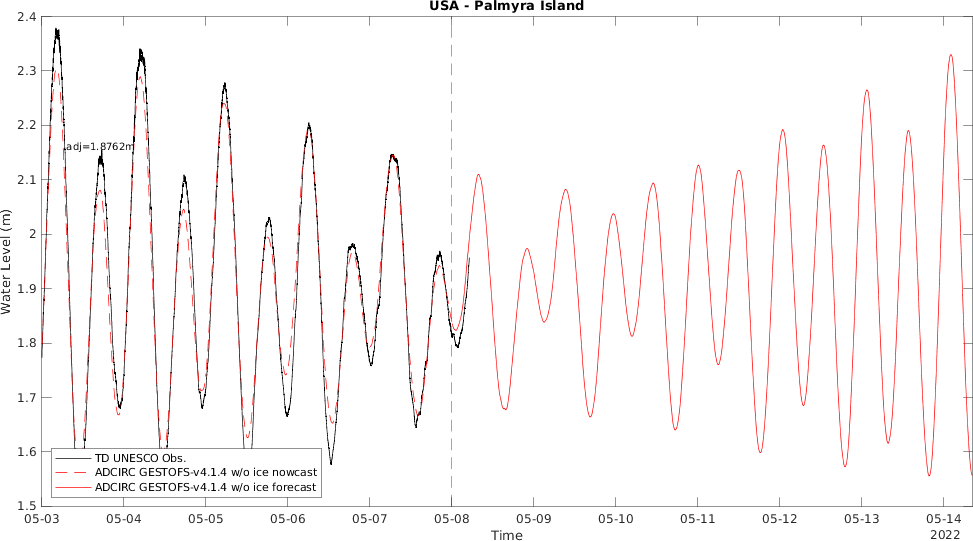 USA - Palmyra Island
2.4
2.3
2.2
2.1
2
1.9
1.8
1.7
1.6
1.5
Water Level (m)
adj=1.8762m
TD UNESCO Obs.
ADCIRC GESTOFS-v4.1.4 w/o ice nowcast
ADCIRC GESTOFS-v4.1.4 w/o ice forecast
05-03 05-04 05-05 05-06 05-07 05-08 05-09 05-10 05-11 05-12 05-13 05-14
Time
2022